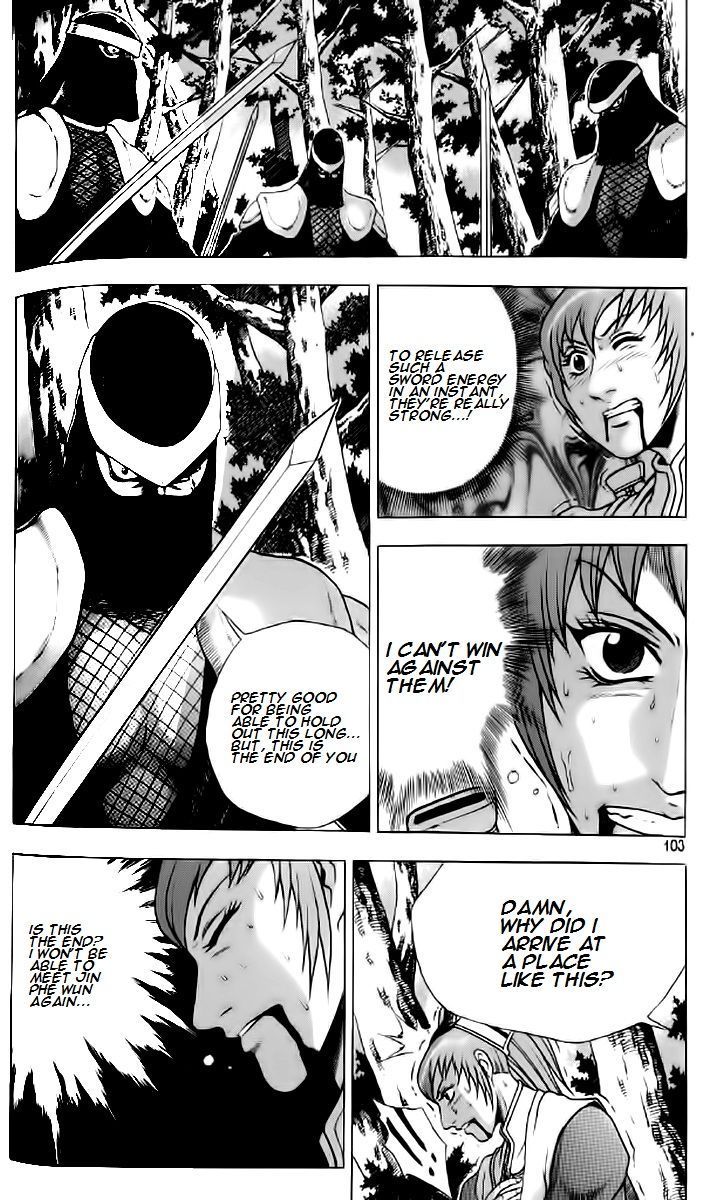 TO RELEASE
SUCH A
SWORD ENERGY
IN AN INSTANT,
THEY'RE REALLY
STRONG...!
I CAN'T WIN
AGAINST
THEM!
PRETTY GOOD
FOR BEING
ABLE TO HOLD
OUT THIS LONG...
BUT, THIS IS
THE END OF YOU
103
IS THIS
THE END?
I WON'T BE
ABLE TO
MEET JIN
PHE WUN
AGAIN...
DAMN,
WHY DID I
ARRIVE AT
A PLACE
LIKE THIS?